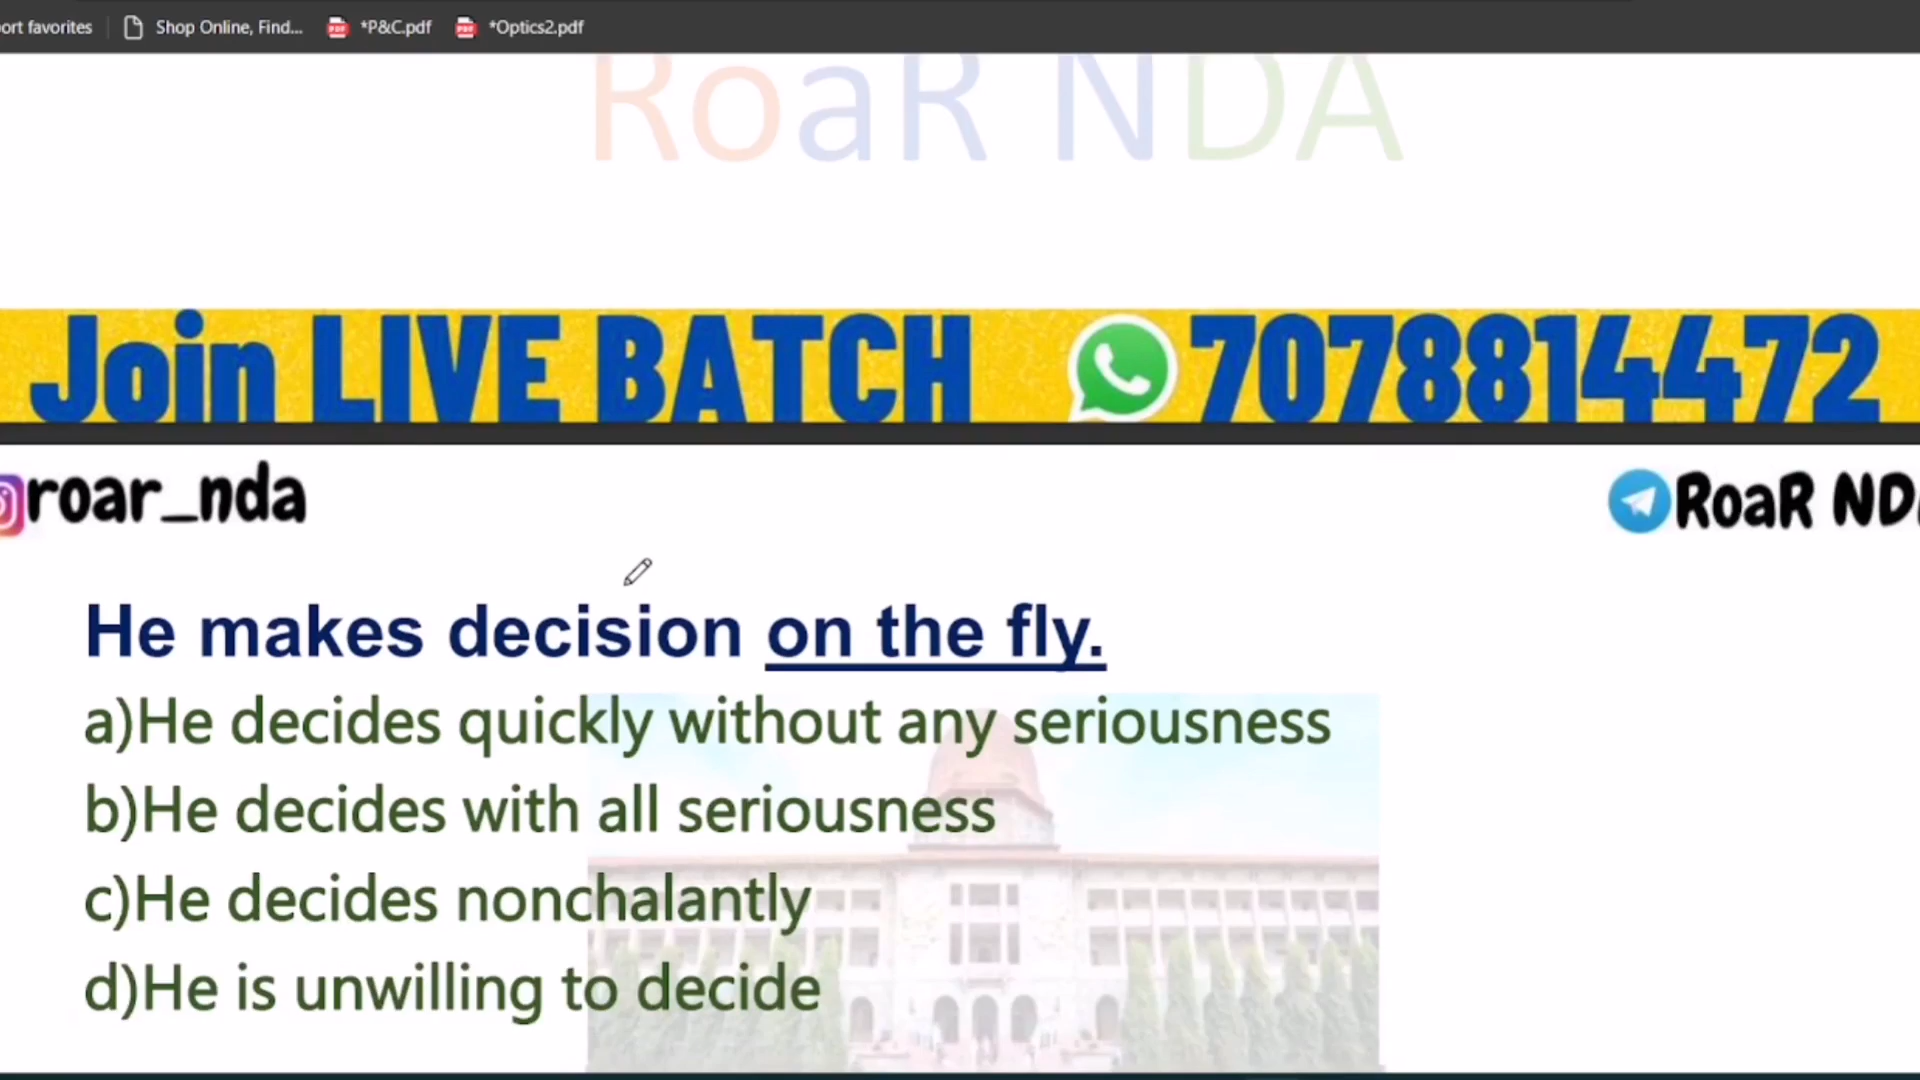 ort favorites
Shop Online, Find...
*P&C.pdf
*Optics2.pdf
RoaR NDA
Join LIVE BATCH 7078814472
roar_nda
RoaR ND
He makes decision on the fly.
a)He decides quickly without any seriousness
b)He decides with all seriousness
c)He decides nonchalantly
d)He is unwilling to decide